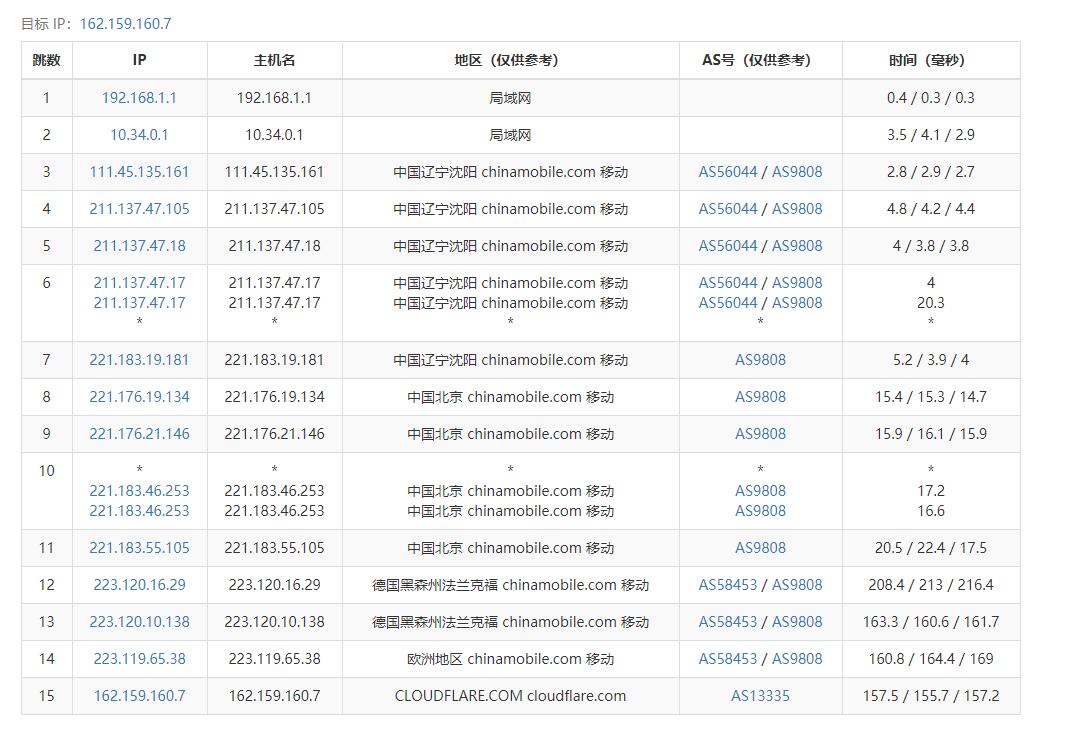 目标 IP：162.159.160.7
跳数 IP 主机名 地区（仅供参考） AS号（仅供参考） 时间（毫秒）
1 192.168.1.1 192.168.1.1 局域网 0.4 / 0.3 / 0.3
2 10.34.0.1 10.34.0.1 局域网 3.5 / 4.1 / 2.9
3 111.45.135.161 111.45.135.161 中国辽宁沈阳 chinamobile.com 移动 AS56044 / AS9808 2.8 / 2.9 / 2.7
4 211.137.47.105 211.137.47.105 中国辽宁沈阳 chinamobile.com 移动 AS56044 / AS9808 4.8 / 4.2 / 4.4
5 211.137.47.18 211.137.47.18 中国辽宁沈阳 chinamobile.com 移动 AS56044 / AS9808 4 / 3.8 / 3.8
6 211.137.47.17 211.137.47.17 中国辽宁沈阳 chinamobile.com 移动 AS56044 / AS9808 4
211.137.47.17 211.137.47.17 中国辽宁沈阳 chinamobile.com 移动 AS56044 / AS9808 20.3
* * * * *
7 221.183.19.181 221.183.19.181 中国辽宁沈阳 chinamobile.com 移动 AS9808 5.2 / 3.9 / 4
8 221.176.19.134 221.176.19.134 中国北京 chinamobile.com 移动 AS9808 15.4 / 15.3 / 14.7
9 221.176.21.146 221.176.21.146 中国北京 chinamobile.com 移动 AS9808 15.9 / 16.1 / 15.9
10 * * * * *
221.183.46.253 221.183.46.253 中国北京 chinamobile.com 移动 AS9808 17.2
221.183.46.253 221.183.46.253 中国北京 chinamobile.com 移动 AS9808 16.6
11 221.183.55.105 221.183.55.105 中国北京 chinamobile.com 移动 AS9808 20.5 / 22.4 / 17.5
12 223.120.16.29 223.120.16.29 德国黑森州法兰克福 chinamobile.com 移动 AS58453 / AS9808 208.4 / 213 / 216.4
13 223.120.10.138 223.120.10.138 德国黑森州法兰克福 chinamobile.com 移动 AS58453 / AS9808 163.3 / 160.6 / 161.7
14 223.119.65.38 223.119.65.38 欧洲地区 chinamobile.com 移动 AS58453 / AS9808 160.8 / 164.4 / 169
15 162.159.160.7 162.159.160.7 CLOUDFLARE.COM cloudflare.com AS13335 157.5 / 155.7 / 157.2